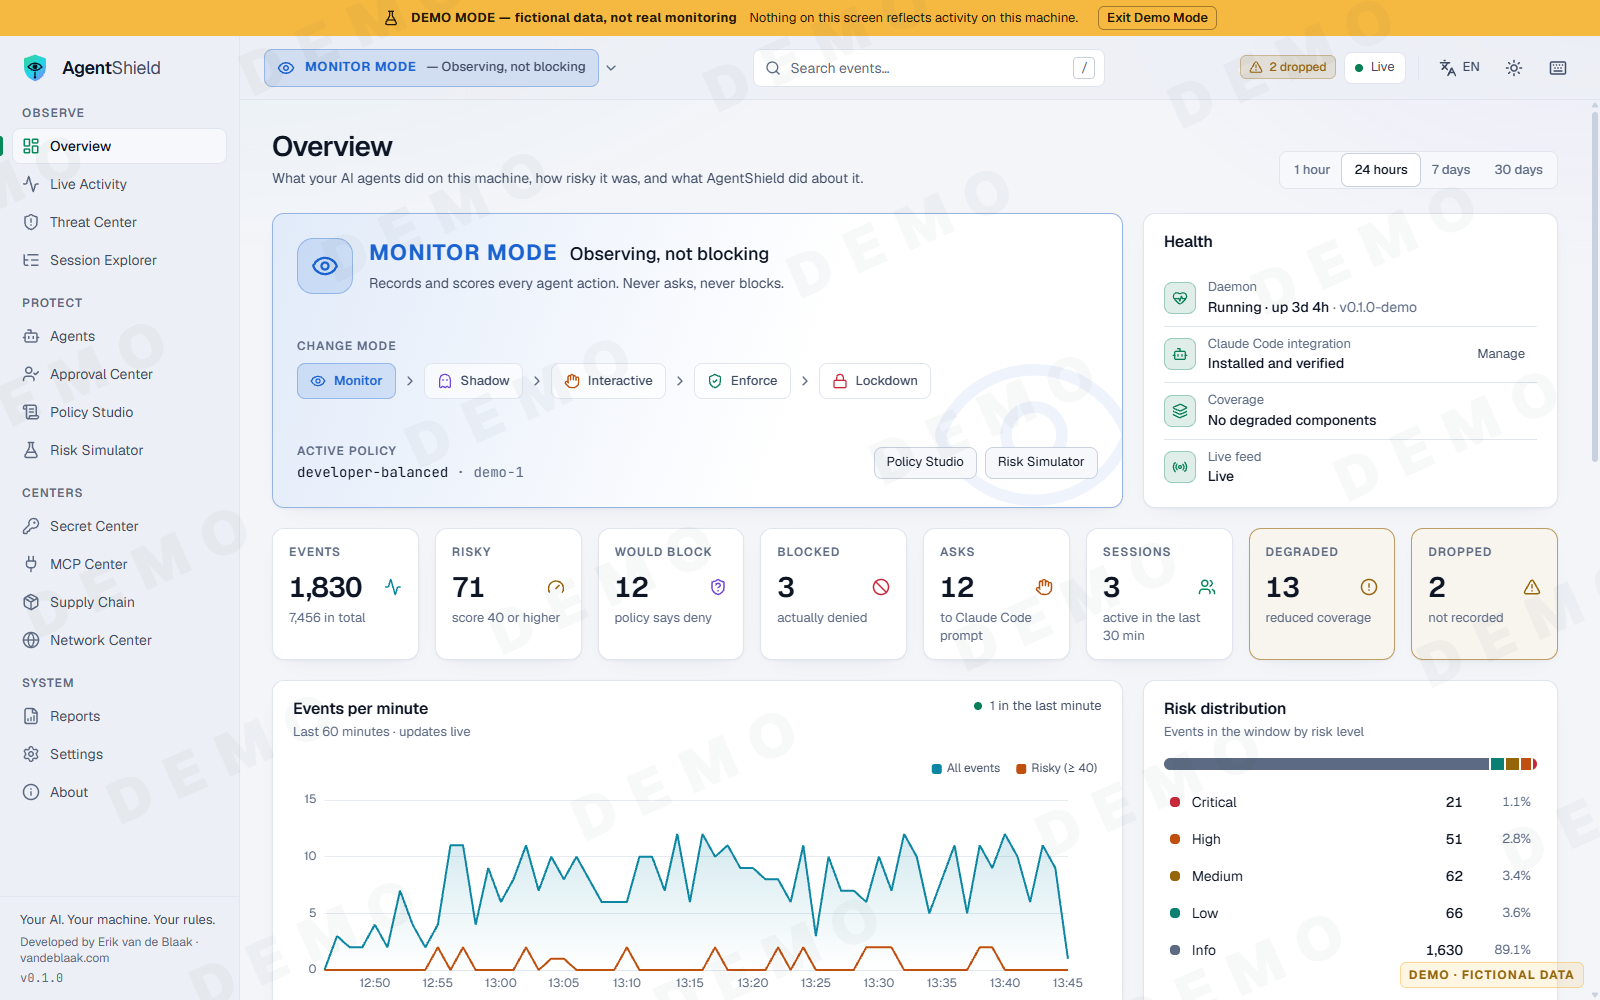 DEMO MODE — fictional data, not real monitoring Nothing on this screen reflects activity on this machine. Exit Demo Mode
AgentShield
MONITOR MODE — Observing, not blocking
Search events... /
2 dropped
Live
EN
OBSERVE
Overview
Live Activity
Threat Center
Session Explorer
PROTECT
Agents
Approval Center
Policy Studio
Risk Simulator
CENTERS
Secret Center
MCP Center
Supply Chain
Network Center
SYSTEM
Reports
Settings
About
Your AI. Your machine. Your rules.
Developed by Erik van de Blaak ·
vandeblaak.com
v0.1.0
Overview
What your AI agents did on this machine, how risky it was, and what AgentShield did about it.
1 hour 24 hours 7 days 30 days
MONITOR MODE Observing, not blocking
Records and scores every agent action. Never asks, never blocks.
CHANGE MODE
Monitor Shadow Interactive Enforce Lockdown
ACTIVE POLICY
developer-balanced · demo-1
Policy Studio Risk Simulator
Health
Daemon
Running · up 3d 4h · v0.1.0-demo
Claude Code integration
Installed and verified
Manage
Coverage
No degraded components
Live feed
Live
EVENTS
1,830
7,456 in total
RISKY
71
score 40 or higher
WOULD BLOCK
12
policy says deny
BLOCKED
3
actually denied
ASKS
12
to Claude Code
prompt
SESSIONS
3
active in the last
30 min
DEGRADED
13
reduced coverage
DROPPED
2
not recorded
Events per minute
Last 60 minutes · updates live
1 in the last minute
All events Risky (≥ 40)
15
10
5
0
12:50 12:55 13:00 13:05 13:10 13:15 13:20 13:25 13:30 13:35 13:40 13:45
Risk distribution
Events in the window by risk level
Critical 21 1.1%
High 51 2.8%
Medium 62 3.4%
Low 66 3.6%
Info 1,630 89.1%
DEMO · FICTIONAL DATA
DEMO